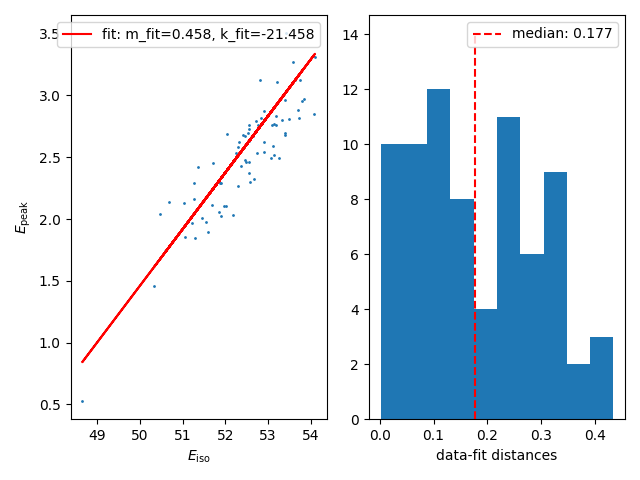 fit: m_fit=0.458, k_fit=-21.458
3.5
3.0
2.5
2.0
1.5
1.0
0.5
E_peak
49 50 51 52 53 54
E_iso
median: 0.177
14
12
10
8
6
4
2
0
0.0 0.1 0.2 0.3 0.4
data-fit distances